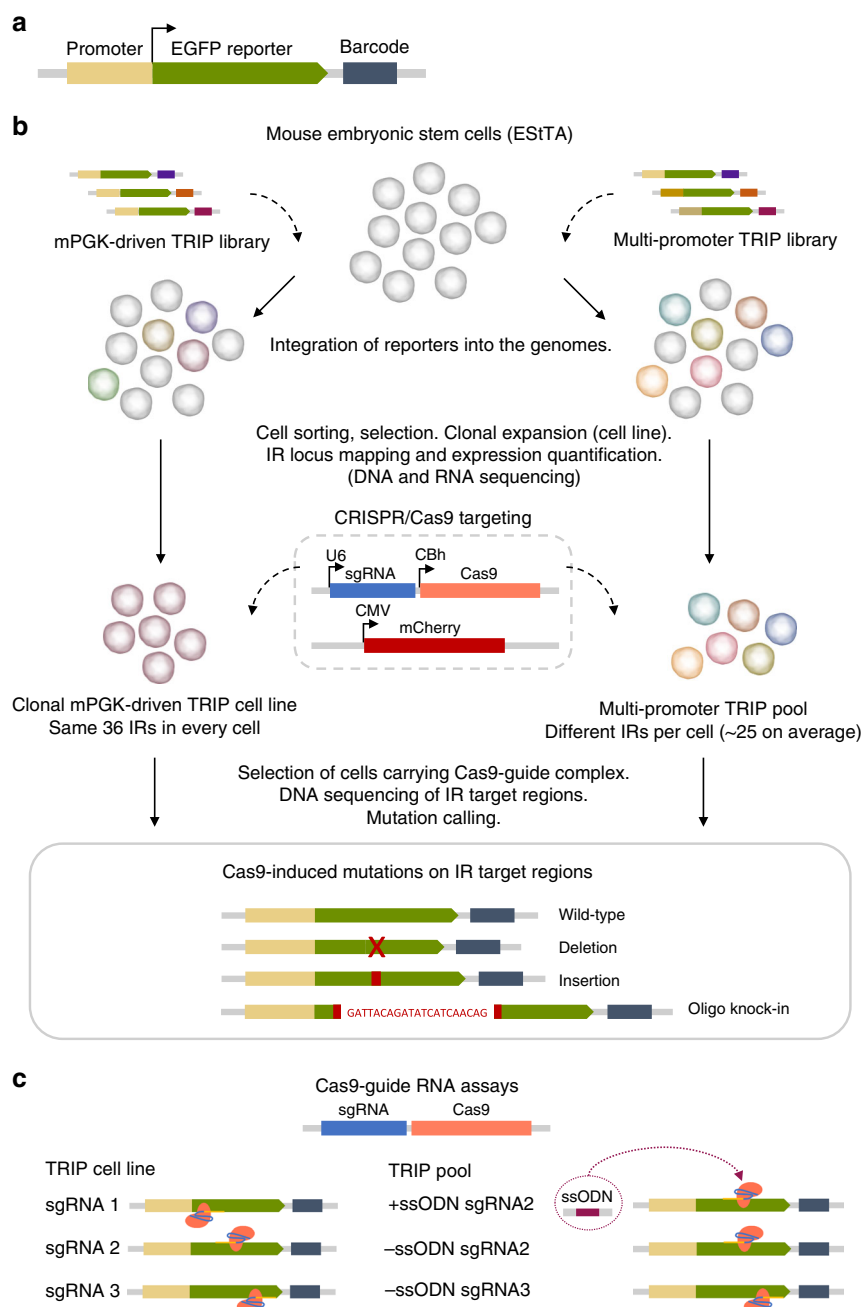 a
Promoter
EGFP reporter
Barcode
b
Mouse embryonic stem cells (EStTA)
mPGK-driven TRIP library
Multi-promoter TRIP library
Integration of reporters into the genomes.
Cell sorting, selection. Clonal expansion (cell line).
IR locus mapping and expression quantification.
(DNA and RNA sequencing)
CRISPR/Cas9 targeting
U6
CBh
sgRNA
Cas9
CMV
mCherry
Clonal mPGK-driven TRIP cell line
Same 36 IRs in every cell
Multi-promoter TRIP pool
Different IRs per cell (~25 on average)
Selection of cells carrying Cas9-guide complex.
DNA sequencing of IR target regions.
Mutation calling.
Cas9-induced mutations on IR target regions
Wild-type
X
Deletion
Insertion
GATTACAGATATCATCAACAG
Oligo knock-in
c
Cas9-guide RNA assays
sgRNA
Cas9
TRIP cell line
TRIP pool
sgRNA 1
+ssODN sgRNA2
ssODN
sgRNA 2
–ssODN sgRNA2
sgRNA 3
–ssODN sgRNA3